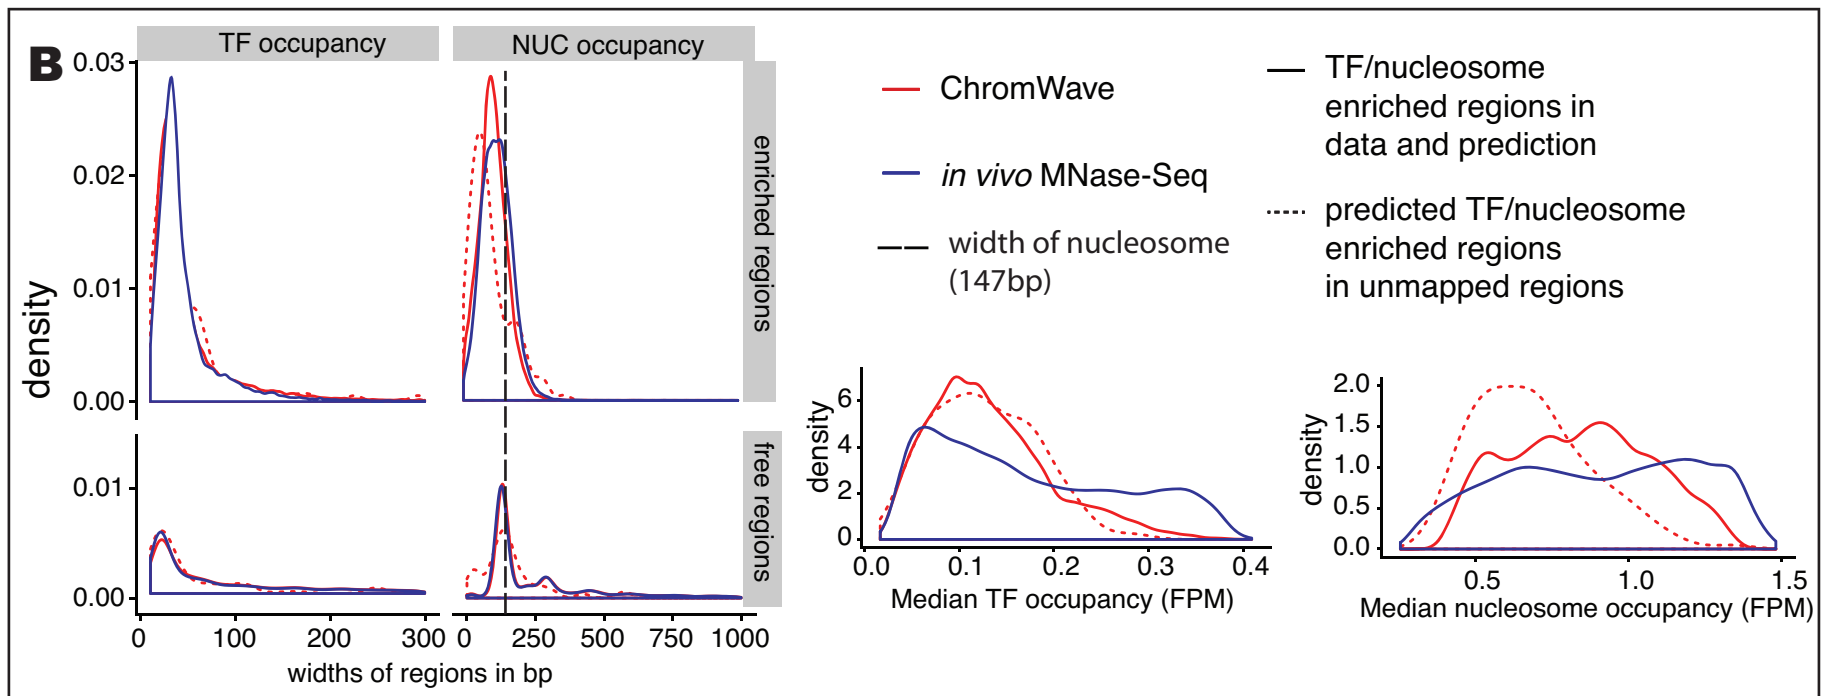 B
TF occupancy
NUC occupancy
0.03
0.02
0.01
0.00
density
enriched regions
0.01
0.00
free regions
0 100 200 300
0 250 500 750 1000
widths of regions in bp
ChromWave
in vivo MNase-Seq
width of nucleosome
(147bp)
TF/nucleosome
enriched regions in
data and prediction
predicted TF/nucleosome
enriched regions
in unmapped regions
density
6
4
2
0
0.0 0.1 0.2 0.3 0.4
Median TF occupancy (FPM)
density
2.0
1.5
1.0
0.5
0.0
0.5 1.0 1.5
Median nucleosome occupancy (FPM)